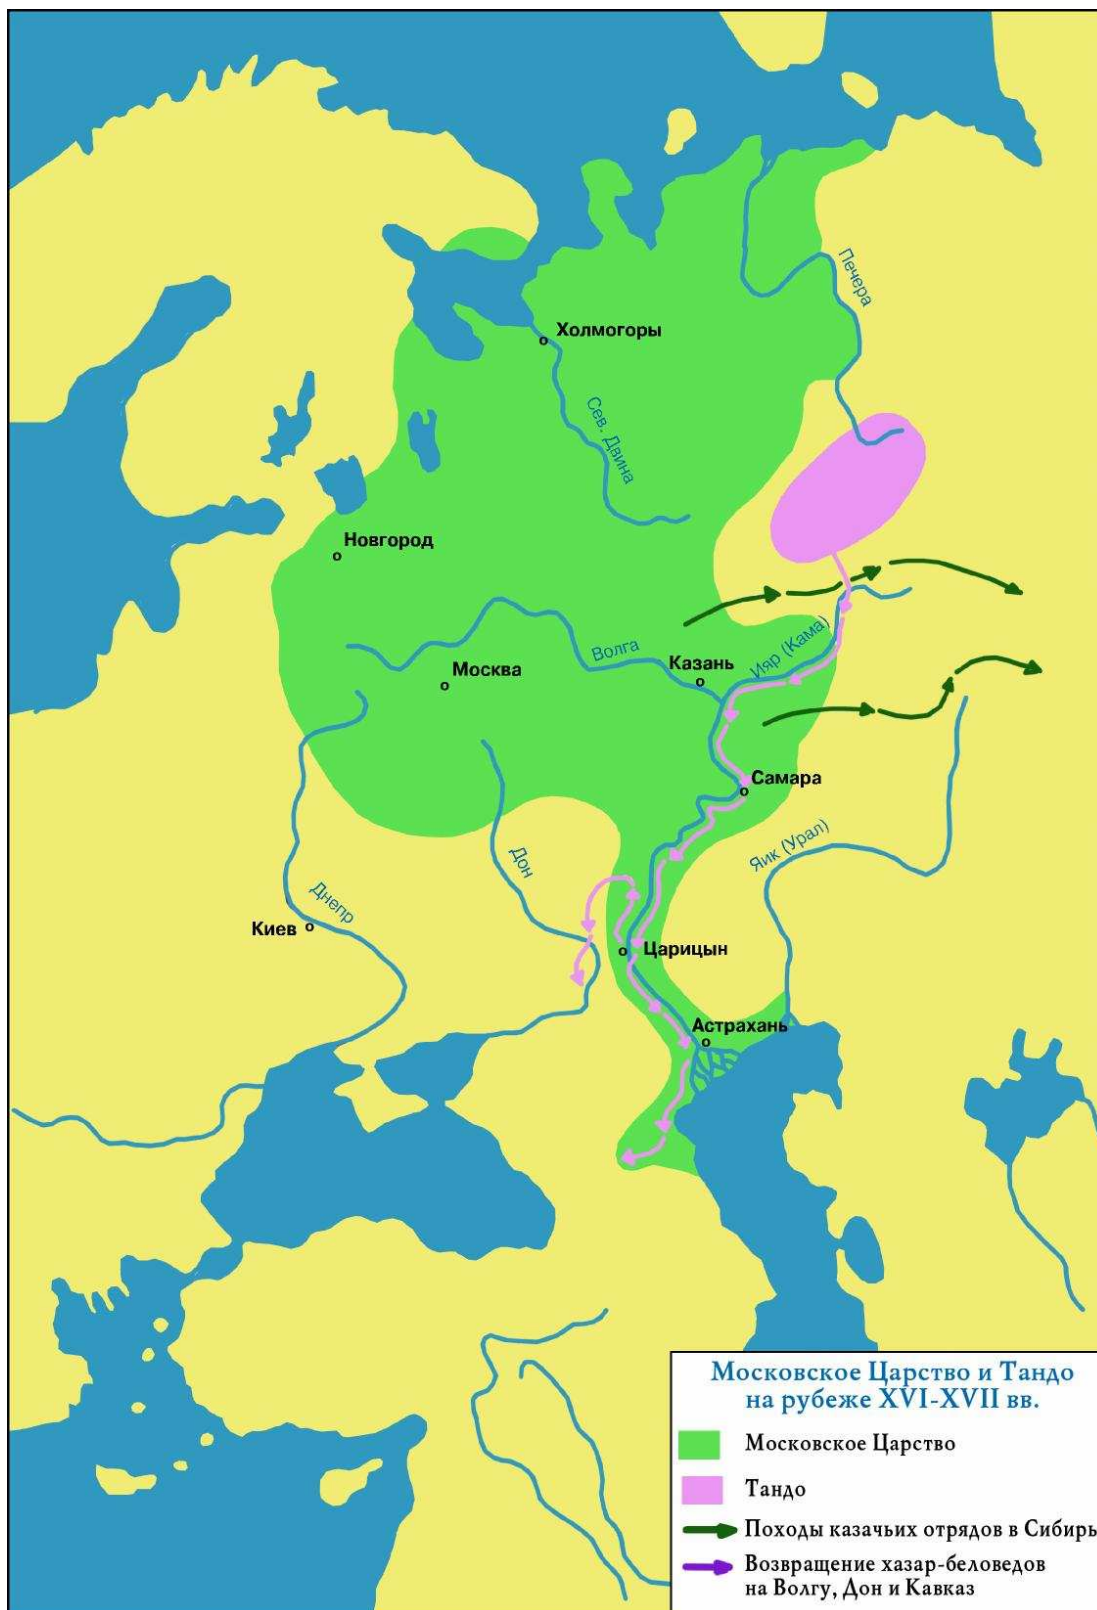 Печера
Холмогоры
Сев. Двина
Новгород
Волга
Казань
Ияр (Кама)
Москва
Самара
Яик (Урал)
Дон
Днепр
Киев
Царицын
Астрахань
Московское Царство и Тандо
на рубеже XVI-XVII вв.
Московское Царство
Тандо
Походы казачьих отрядов в Сибирь
Возвращение хазар-беловедов
на Волгу, Дон и Кавказ